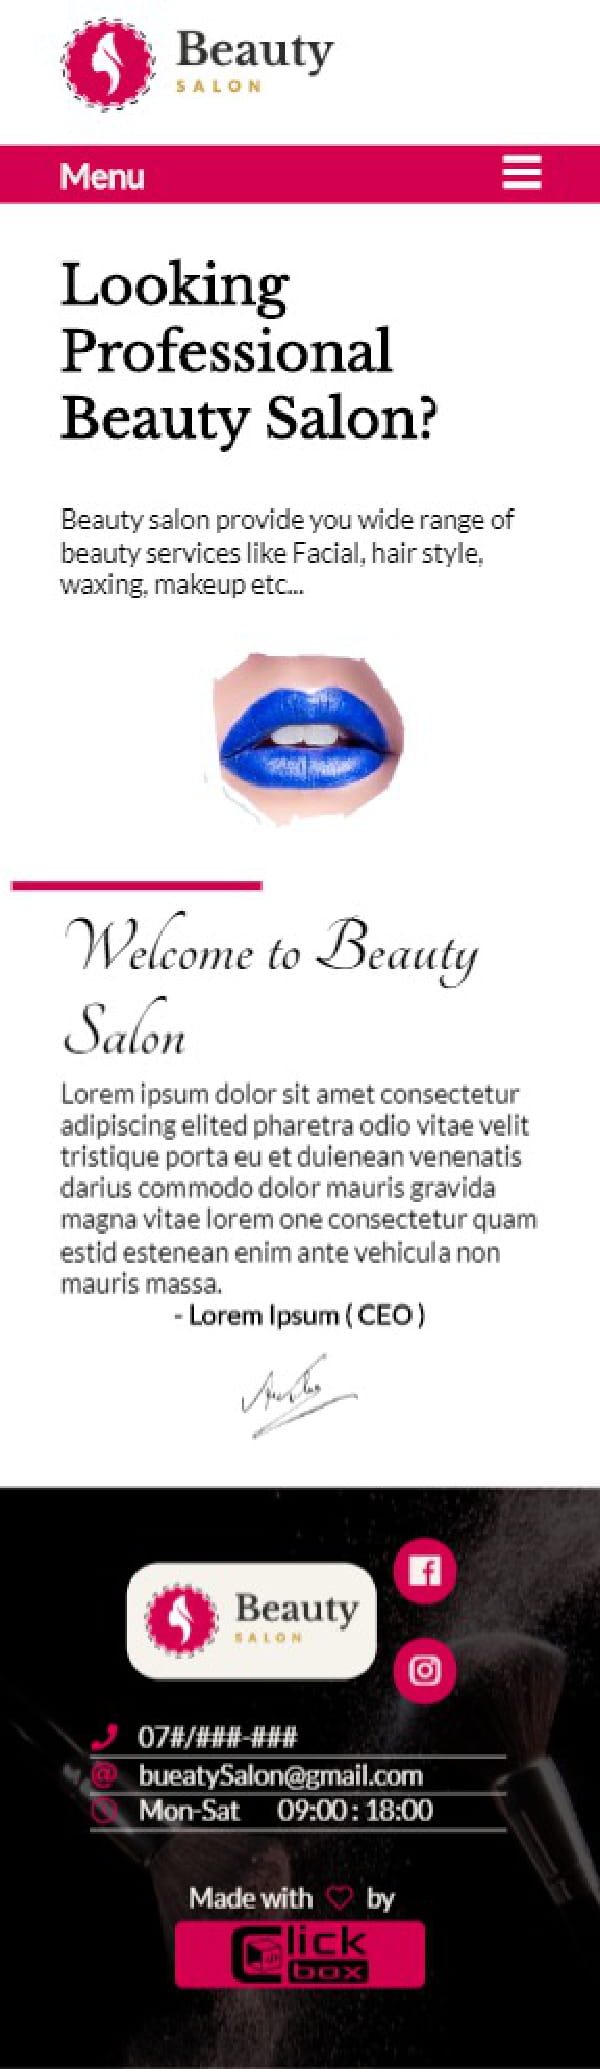 Beauty
SALON
Menu
Looking
Professional
Beauty Salon?
Beauty salon provide you wide range of
beauty services like Facial, hair style,
waxing, makeup etc...
Welcome to Beauty
Salon
Lorem ipsum dolor sit amet consectetur
adipiscing elited pharetra odio vitae velit
tristique porta eu et duienean venenatis
darius commodo dolor mauris gravida
magna vitae lorem one consectetur quam
estid estenean enim ante vehicula non
mauris massa.
- Lorem Ipsum ( CEO )
Beauty
SALON
07#/###-###
bueatySalon@gmail.com
Mon-Sat 09:00 : 18:00
Made with by
Click
box